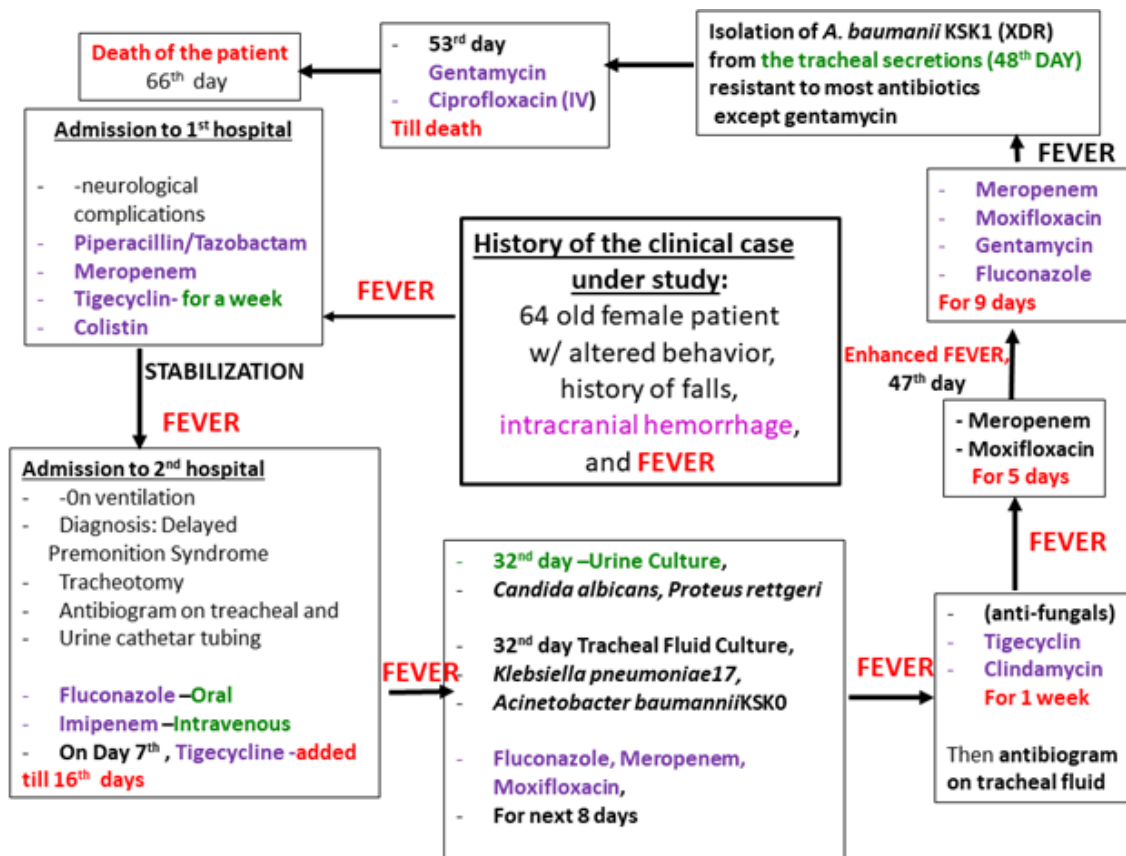 History of the clinical case
under study:
64 old female patient
w/ altered behavior,
history of falls,
intracranial hemorrhage,
and FEVER
FEVER
Admission to 1st hospital
- -neurological
complications
- Piperacillin/Tazobactam
- Meropenem
- Tigecyclin- for a week
- Colistin
STABILIZATION
FEVER
Admission to 2nd hospital
- -0n ventilation
- Diagnosis: Delayed
Premonition Syndrome
- Tracheotomy
- Antibiogram on treacheal and
- Urine cathetar tubing
- Fluconazole –Oral
- Imipenem –Intravenous
- On Day 7th , Tigecycline -added
till 16th days
FEVER
- 32nd day –Urine Culture,
- Candida albicans, Proteus rettgeri
- 32nd day Tracheal Fluid Culture,
- Klebsiella pneumoniae17,
- Acinetobacter baumanniiKSK0
- Fluconazole, Meropenem,
Moxifloxacin,
- For next 8 days
FEVER
- (anti-fungals)
- Tigecyclin
- Clindamycin
For 1 week
Then antibiogram
on tracheal fluid
FEVER
- Meropenem
- Moxifloxacin
For 5 days
Enhanced FEVER,
47th day
- Meropenem
- Moxifloxacin
- Gentamycin
- Fluconazole
For 9 days
FEVER
Isolation of A. baumanii KSK1 (XDR)
from the tracheal secretions (48th DAY)
resistant to most antibiotics
except gentamycin
- 53rd day
Gentamycin
- Ciprofloxacin (IV)
Till death
Death of the patient
66th day